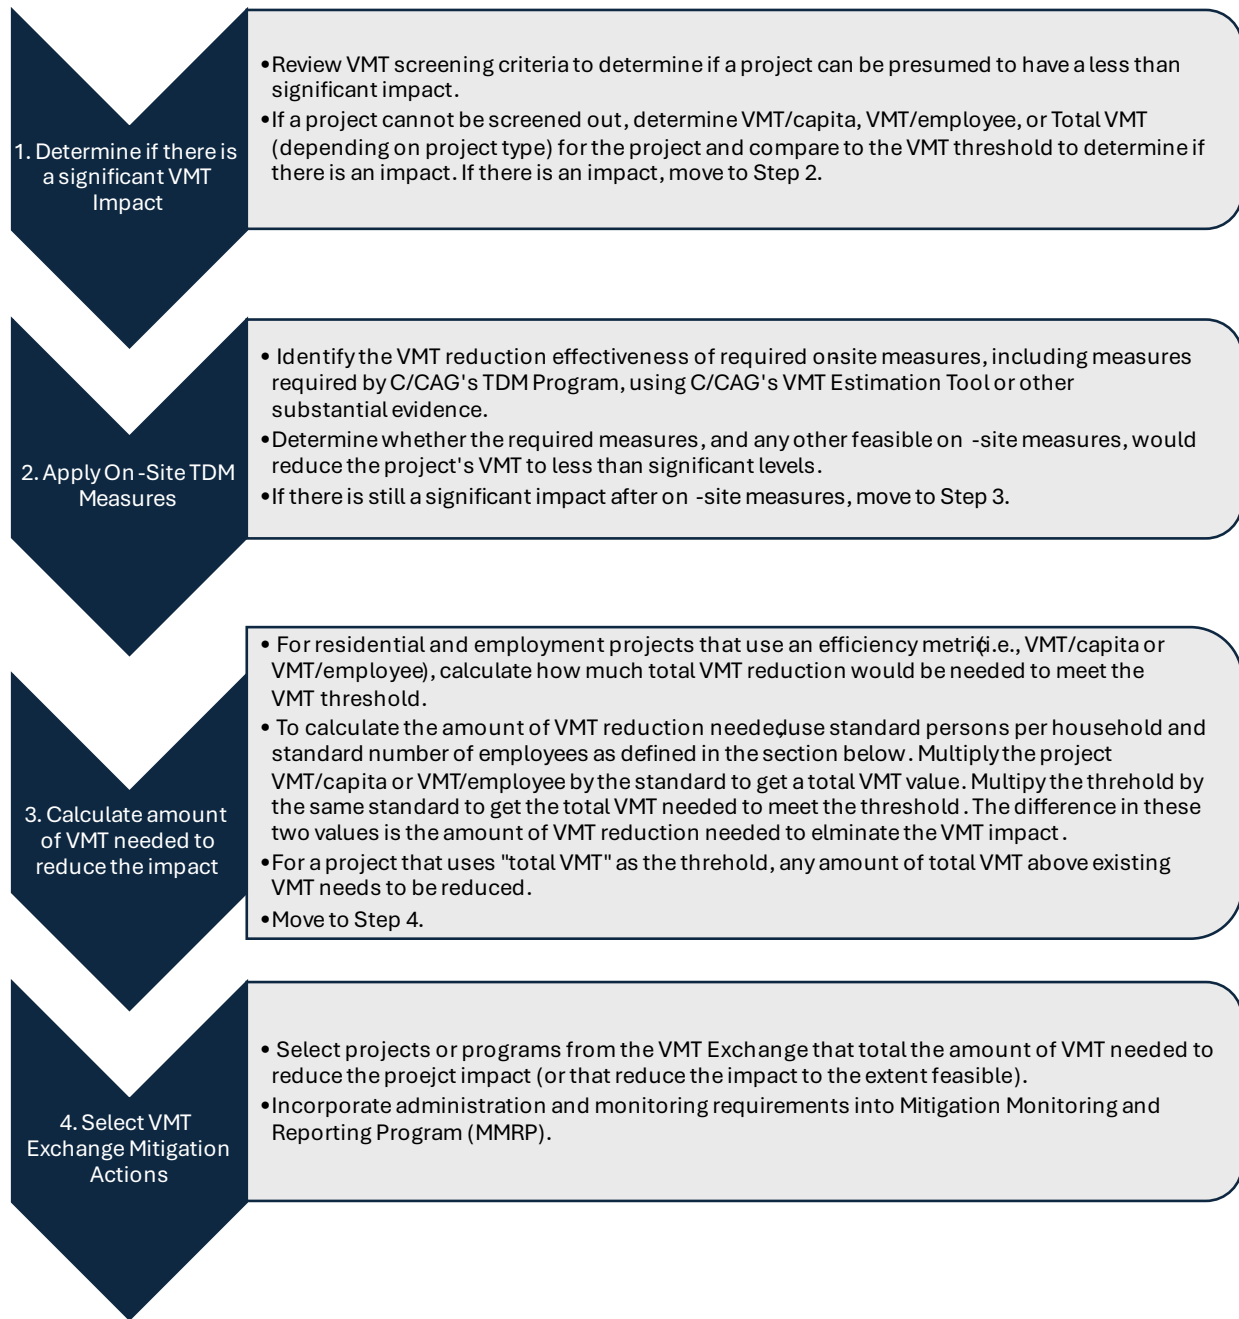 1. Determine if there is
a significant VMT
Impact
•Review VMT screening criteria to determine if a project can be presumed to have a less than
significant impact.
•If a project cannot be screened out, determine VMT/capita, VMT/employee, or Total VMT
(depending on project type) for the project and compare to the VMT threshold to determine if
there is an impact. If there is an impact, move to Step 2.
2. Apply On -Site TDM
Measures
• Identify the VMT reduction effectiveness of required on-site measures, including measures
required by C/CAG's TDM Program, using C/CAG's VMT Estimation Tool or other
substantial evidence.
•Determine whether the required measures, and any other feasible on -site measures, would
reduce the project's VMT to less than significant levels.
•If there is still a significant impact after on -site measures, move to Step 3.
3. Calculate amount
of VMT needed to
reduce the impact
• For residential and employment projects that use an efficiency metric (i.e., VMT/capita or
VMT/employee), calculate how much total VMT reduction would be needed to meet the
VMT threshold.
• To calculate the amount of VMT reduction needed, use standard persons per household and
standard number of employees as defined in the section below. Multiply the project
VMT/capita or VMT/employee by the standard to get a total VMT value. Multipy the threhold by
the same standard to get the total VMT needed to meet the threshold. The difference in these
two values is the amount of VMT reduction needed to elminate the VMT impact.
•For a project that uses "total VMT" as the threhold, any amount of total VMT above existing
VMT needs to be reduced.
•Move to Step 4.
4. Select VMT
Exchange Mitigation
Actions
• Select projects or programs from the VMT Exchange that total the amount of VMT needed to
reduce the proejct impact (or that reduce the impact to the extent feasible).
•Incorporate administration and monitoring requirements into Mitigation Monitoring and
Reporting Program (MMRP).